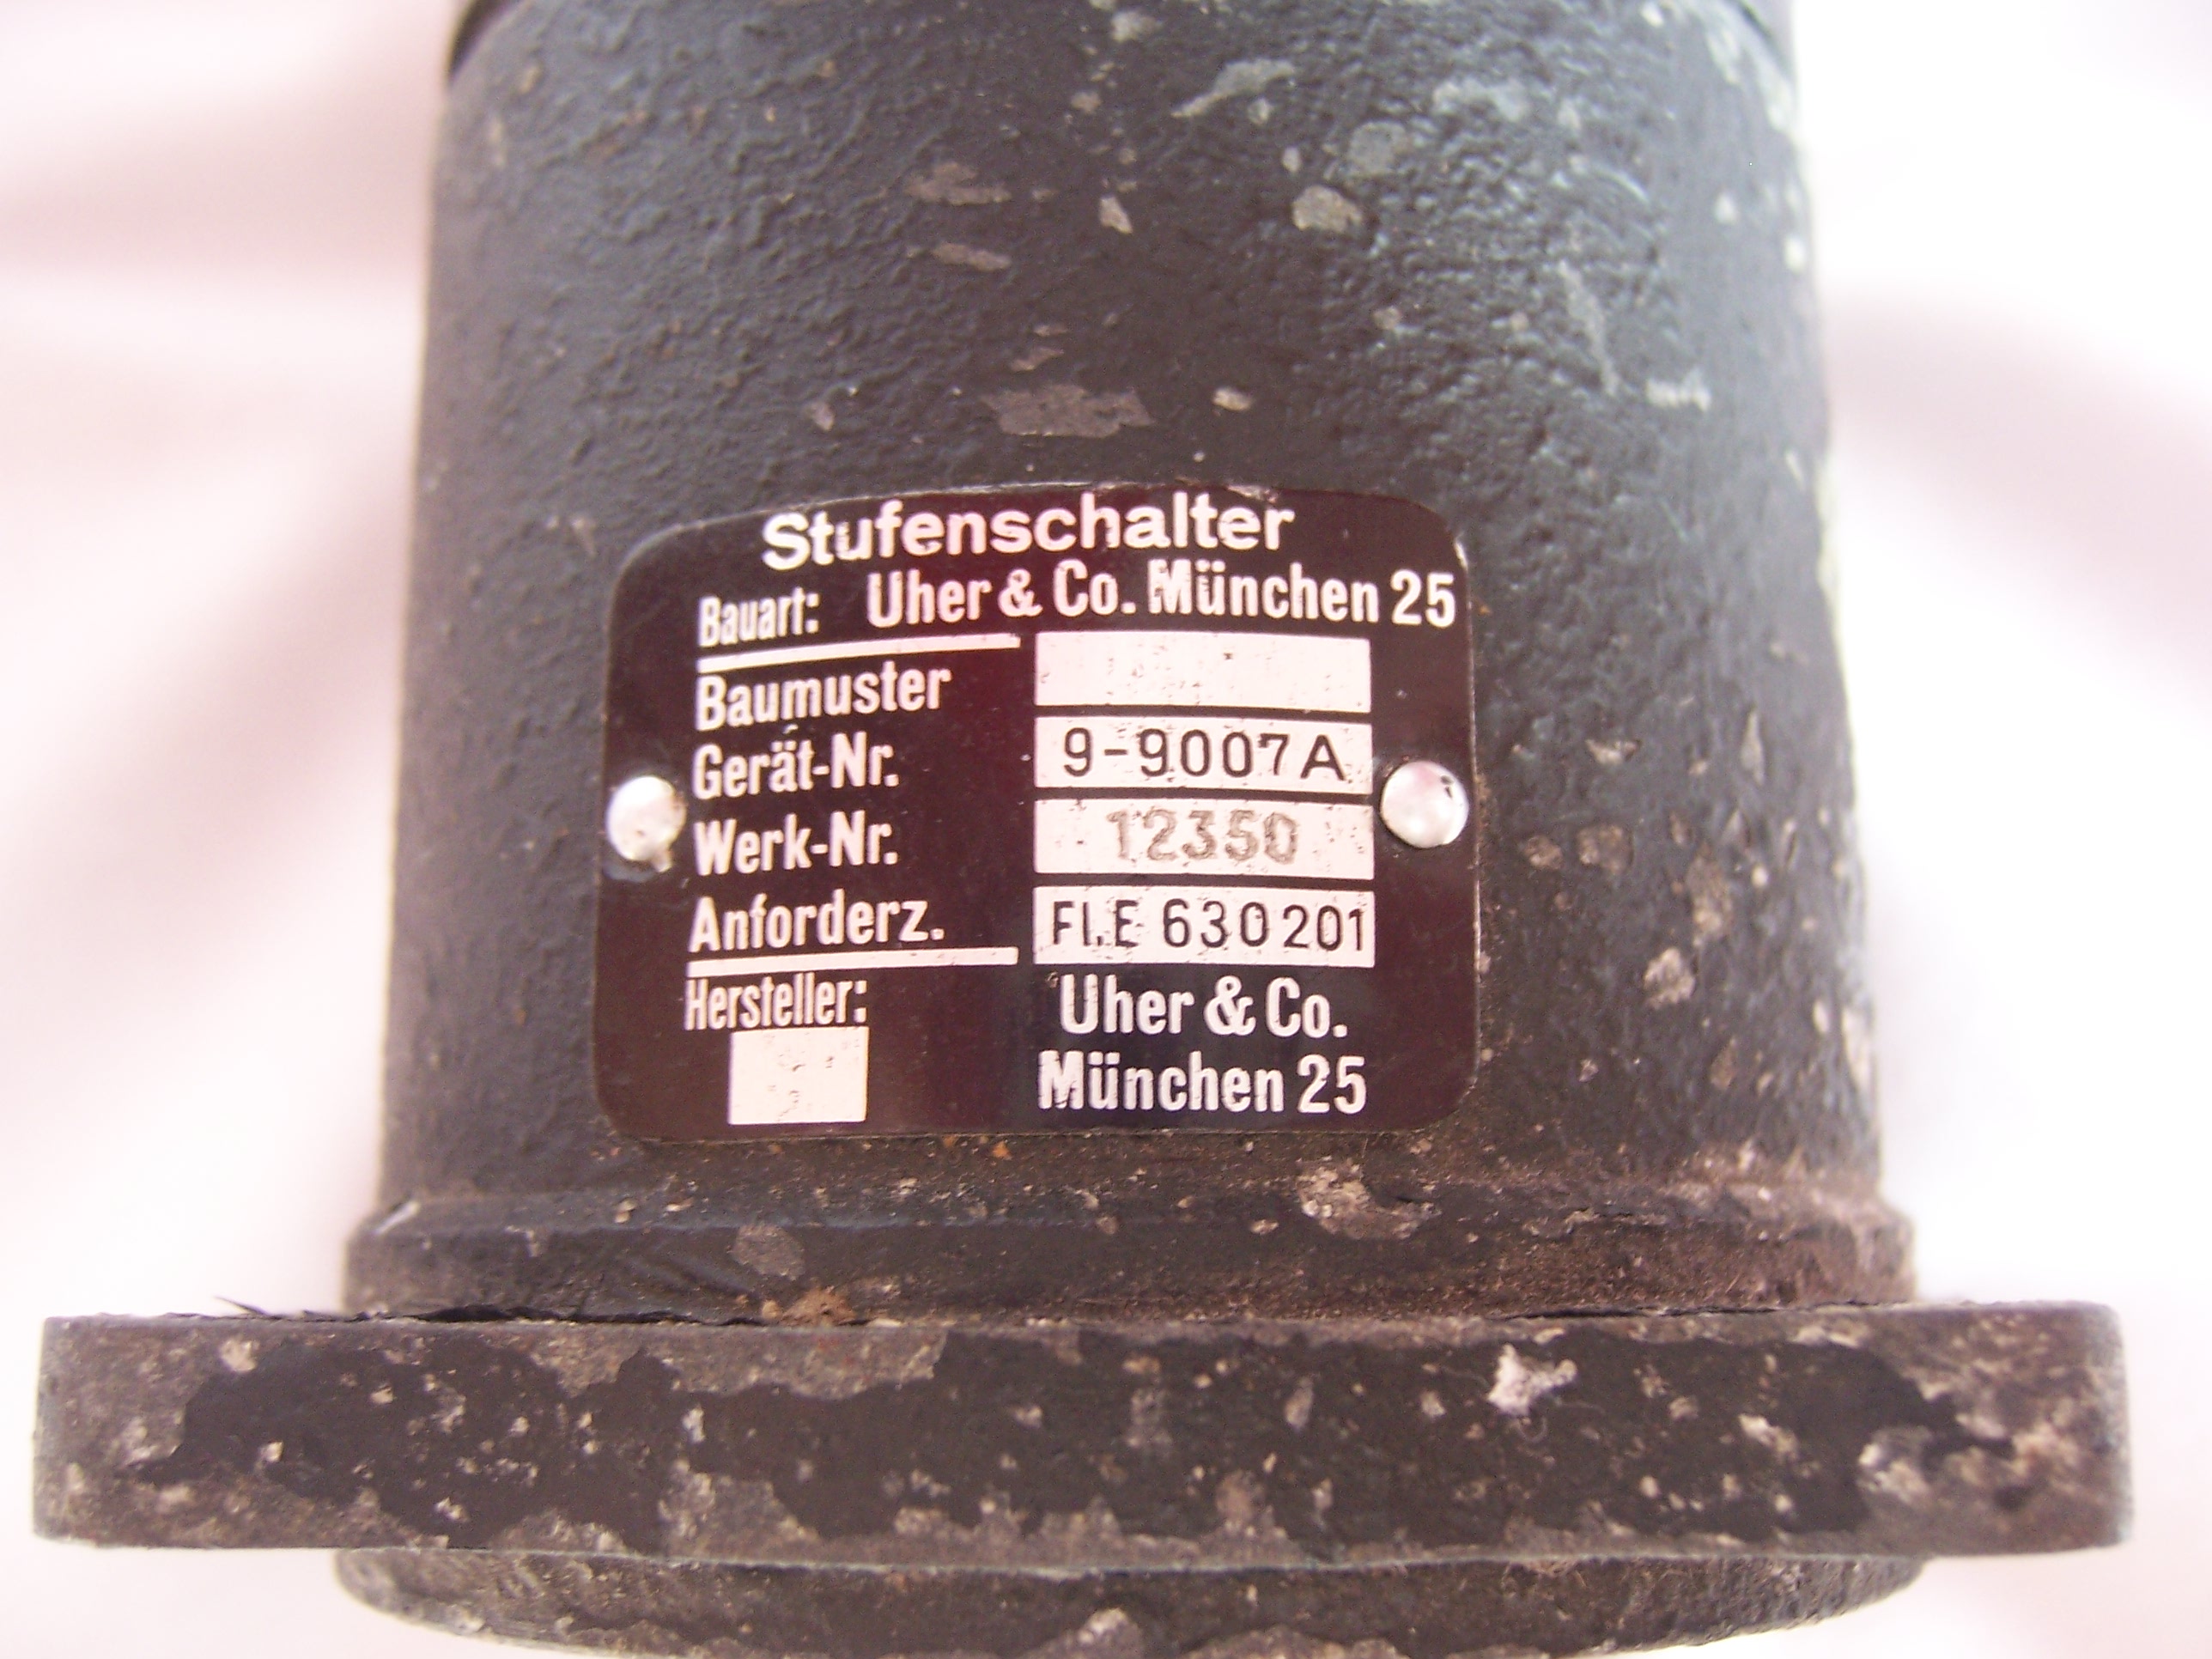 Stufenschalter
Bauart: Uher & Co. München 25
Baumuster
Gerät-Nr. 9-9007A
Werk-Nr. 12350
Anforderz. Fl.E 630201
Hersteller: Uher & Co.
München 25